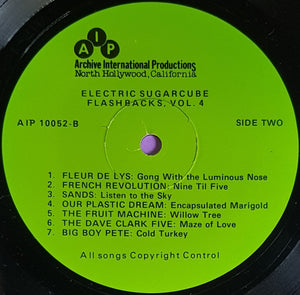 AIP
Archive International Productions
North Hollywood, California
ELECTRIC SUGARCUBE
FLASHBACKS, VOL. 4
AIP 10052-B
SIDE TWO
1. FLEUR DE LYS: Gong With the Luminous Nose
2. FRENCH REVOLUTION: Nine Til Five
3. SANDS: Listen to the Sky
4. OUR PLASTIC DREAM: Encapsulated Marigold
5. THE FRUIT MACHINE: Willow Tree
6. THE DAVE CLARK FIVE: Maze of Love
7. BIG BOY PETE: Cold Turkey
All songs Copyright Control